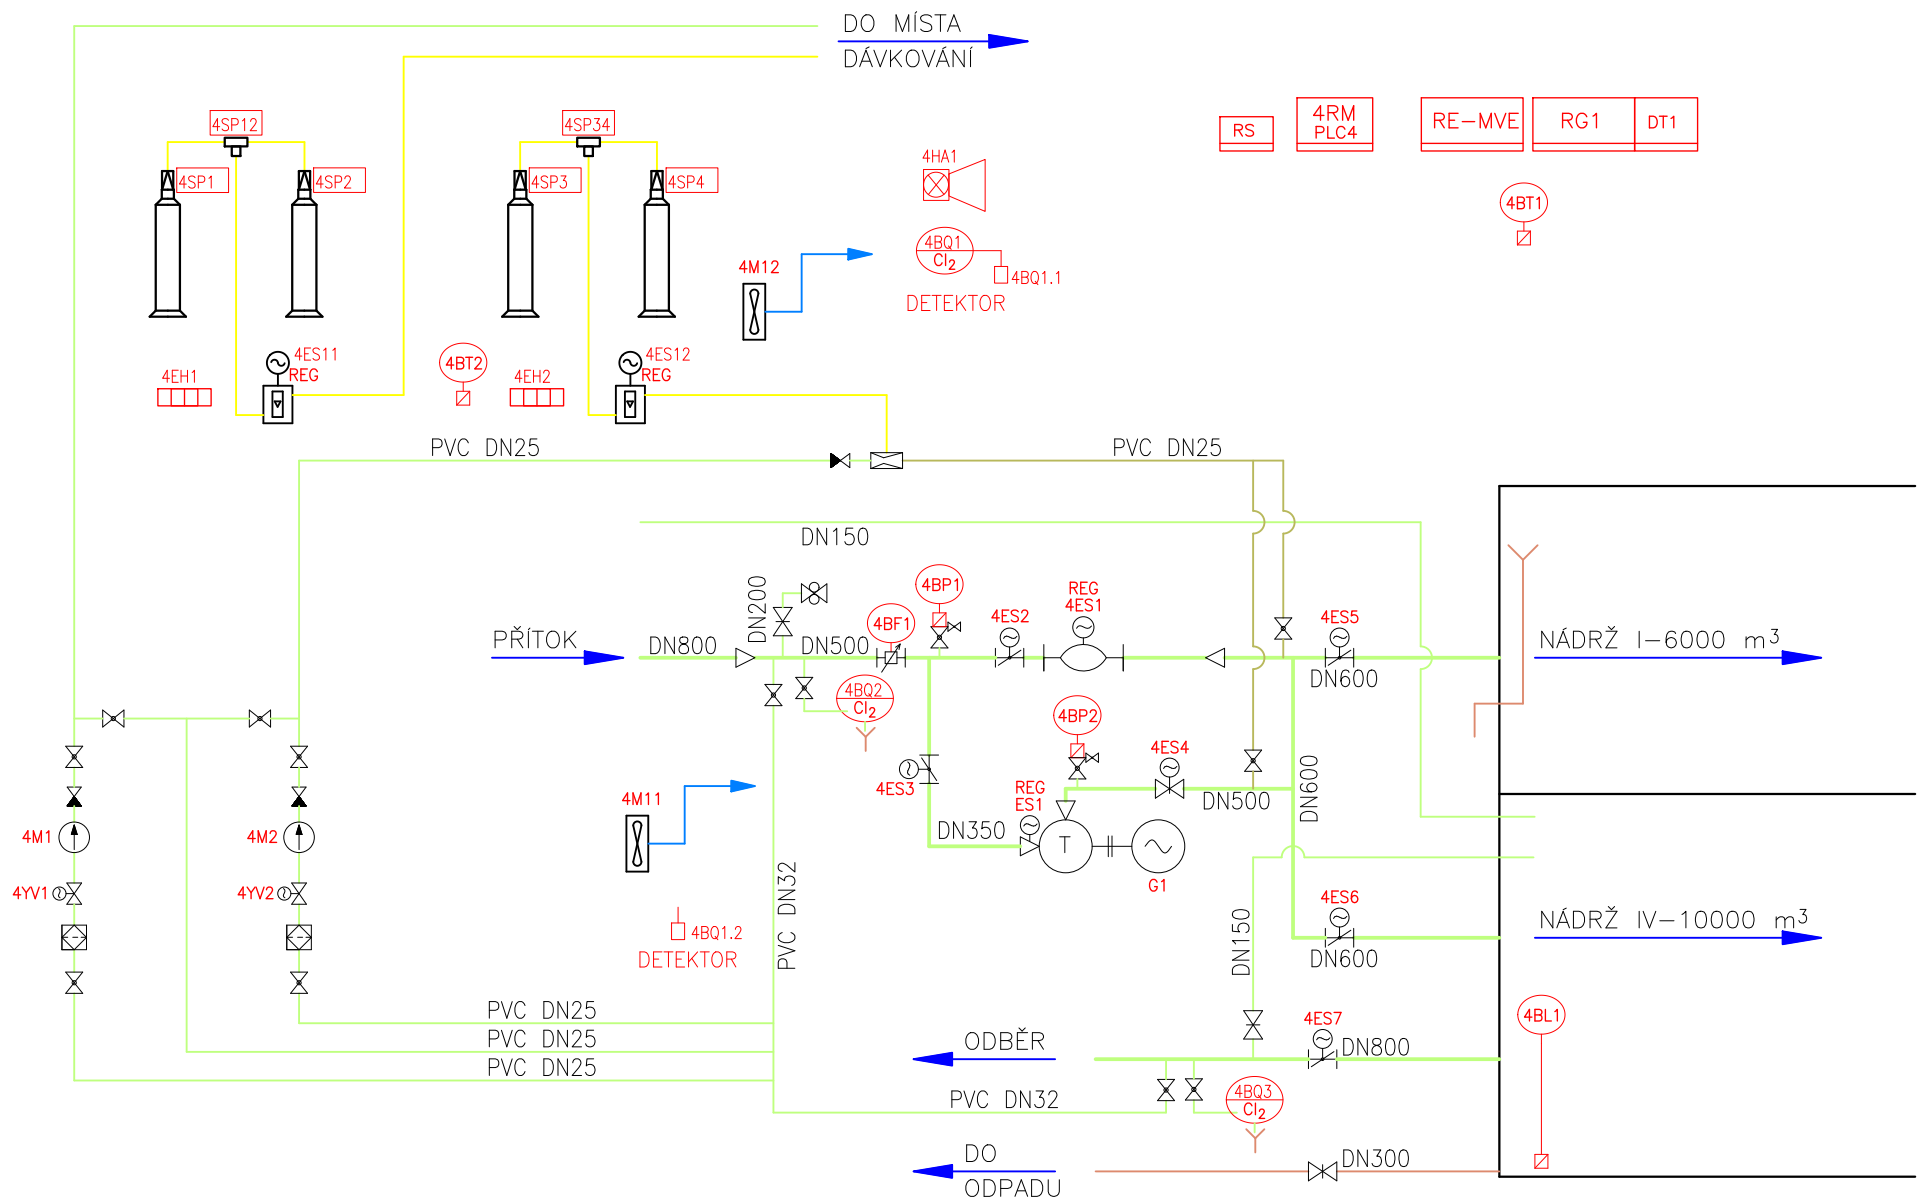 DO MÍSTA
DÁVKOVÁNÍ
4SP12
4SP34
RS
4RM
PLC4
RE-MVE
RG1
DT1
4SP1
4SP2
4SP3
4SP4
4HA1
4BT1
4BQ1
Cl2
4BQ1.1
DETEKTOR
4M12
4ES11
REG
4ES12
REG
4EH1
4BT2
4EH2
PVC DN25
PVC DN25
DN150
DN200
4BP1
4ES2
REG
4ES1
4ES5
4BF1
PŘÍTOK
DN800
DN500
NÁDRŽ I-6000 m³
DN600
4BQ2
Cl2
4BP2
4ES4
4ES3
REG
ES1
DN500
DN600
4M11
DN350
T
G1
4M1
4M2
4YV1
4YV2
PVC DN32
4BQ1.2
DETEKTOR
4ES6
NÁDRŽ IV-10000 m³
DN600
DN150
PVC DN25
PVC DN25
PVC DN25
4BL1
4ES7
ODBĚR
DN800
PVC DN32
4BQ3
Cl2
DO
ODPADU
DN300